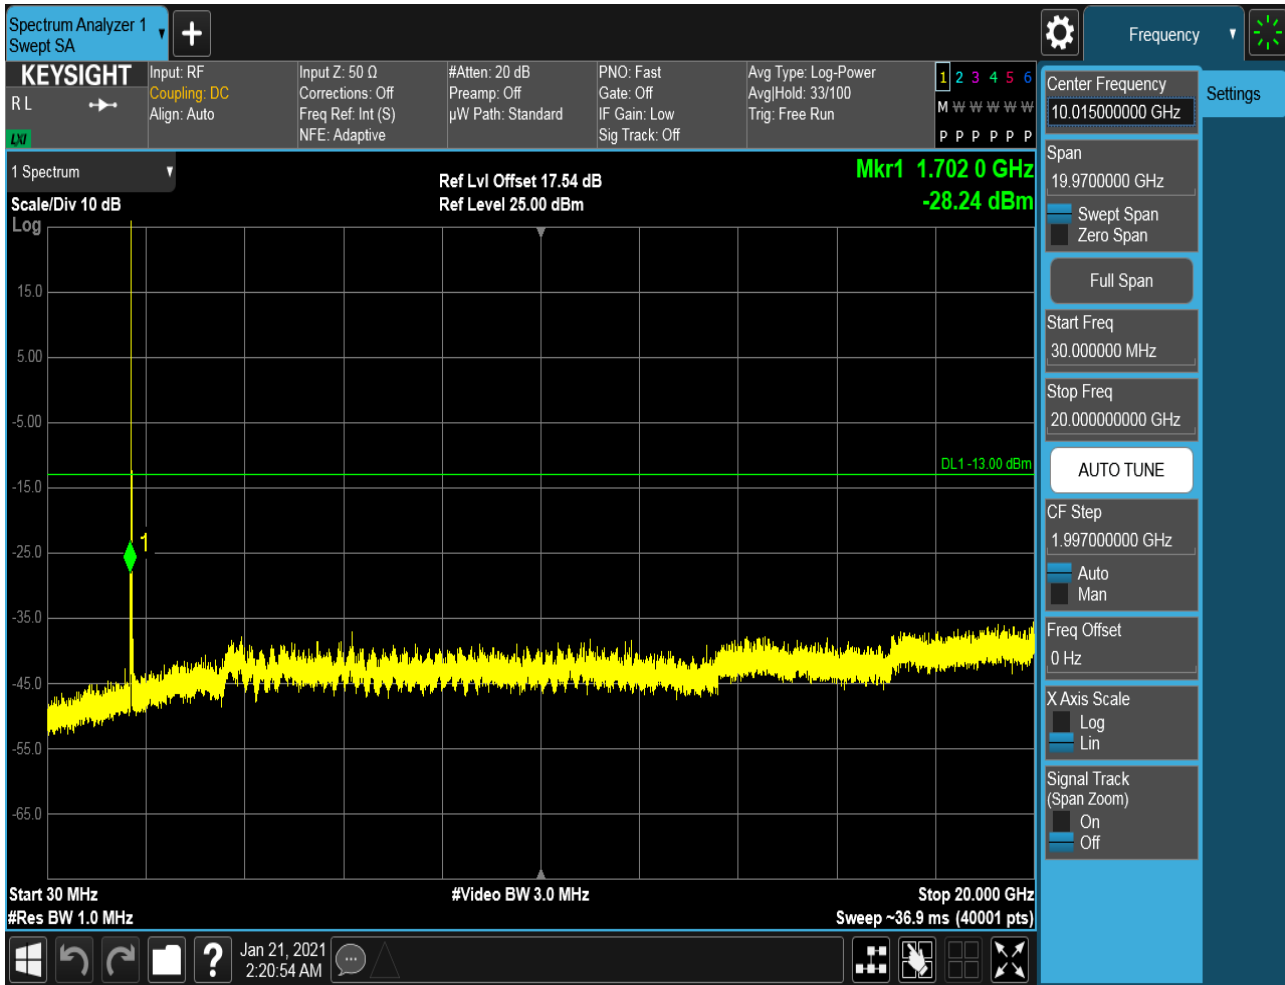 Spectrum Analyzer 1
Swept SA
+
Frequency
KEYSIGHT
R L
LXI
Input: RF
Coupling: DC
Align: Auto
Input Z: 50 Ω
Corrections: Off
Freq Ref: Int (S)
NFE: Adaptive
#Atten: 20 dB
Preamp: Off
µW Path: Standard
PNO: Fast
Gate: Off
IF Gain: Low
Sig Track: Off
Avg Type: Log-Power
Avg|Hold: 33/100
Trig: Free Run
1 2 3 4 5 6
M W W W W W
P P P P P P
1 Spectrum
Scale/Div 10 dB
Log
Ref Lvl Offset 17.54 dB
Ref Level 25.00 dBm
Mkr1 1.702 0 GHz
-28.24 dBm
15.0
5.00
-5.00
DL1 -13.00 dBm
-15.0
1
-25.0
-35.0
-45.0
-55.0
-65.0
Start 30 MHz
#Video BW 3.0 MHz
Stop 20.000 GHz
#Res BW 1.0 MHz
Sweep ~36.9 ms (40001 pts)
Center Frequency
10.015000000 GHz
Settings
Span
19.9700000 GHz
Swept Span
Zero Span
Full Span
Start Freq
30.000000 MHz
Stop Freq
20.000000000 GHz
AUTO TUNE
CF Step
1.997000000 GHz
Auto
Man
Freq Offset
0 Hz
X Axis Scale
Log
Lin
Signal Track
(Span Zoom)
On
Off
?
Jan 21, 2021
2:20:54 AM